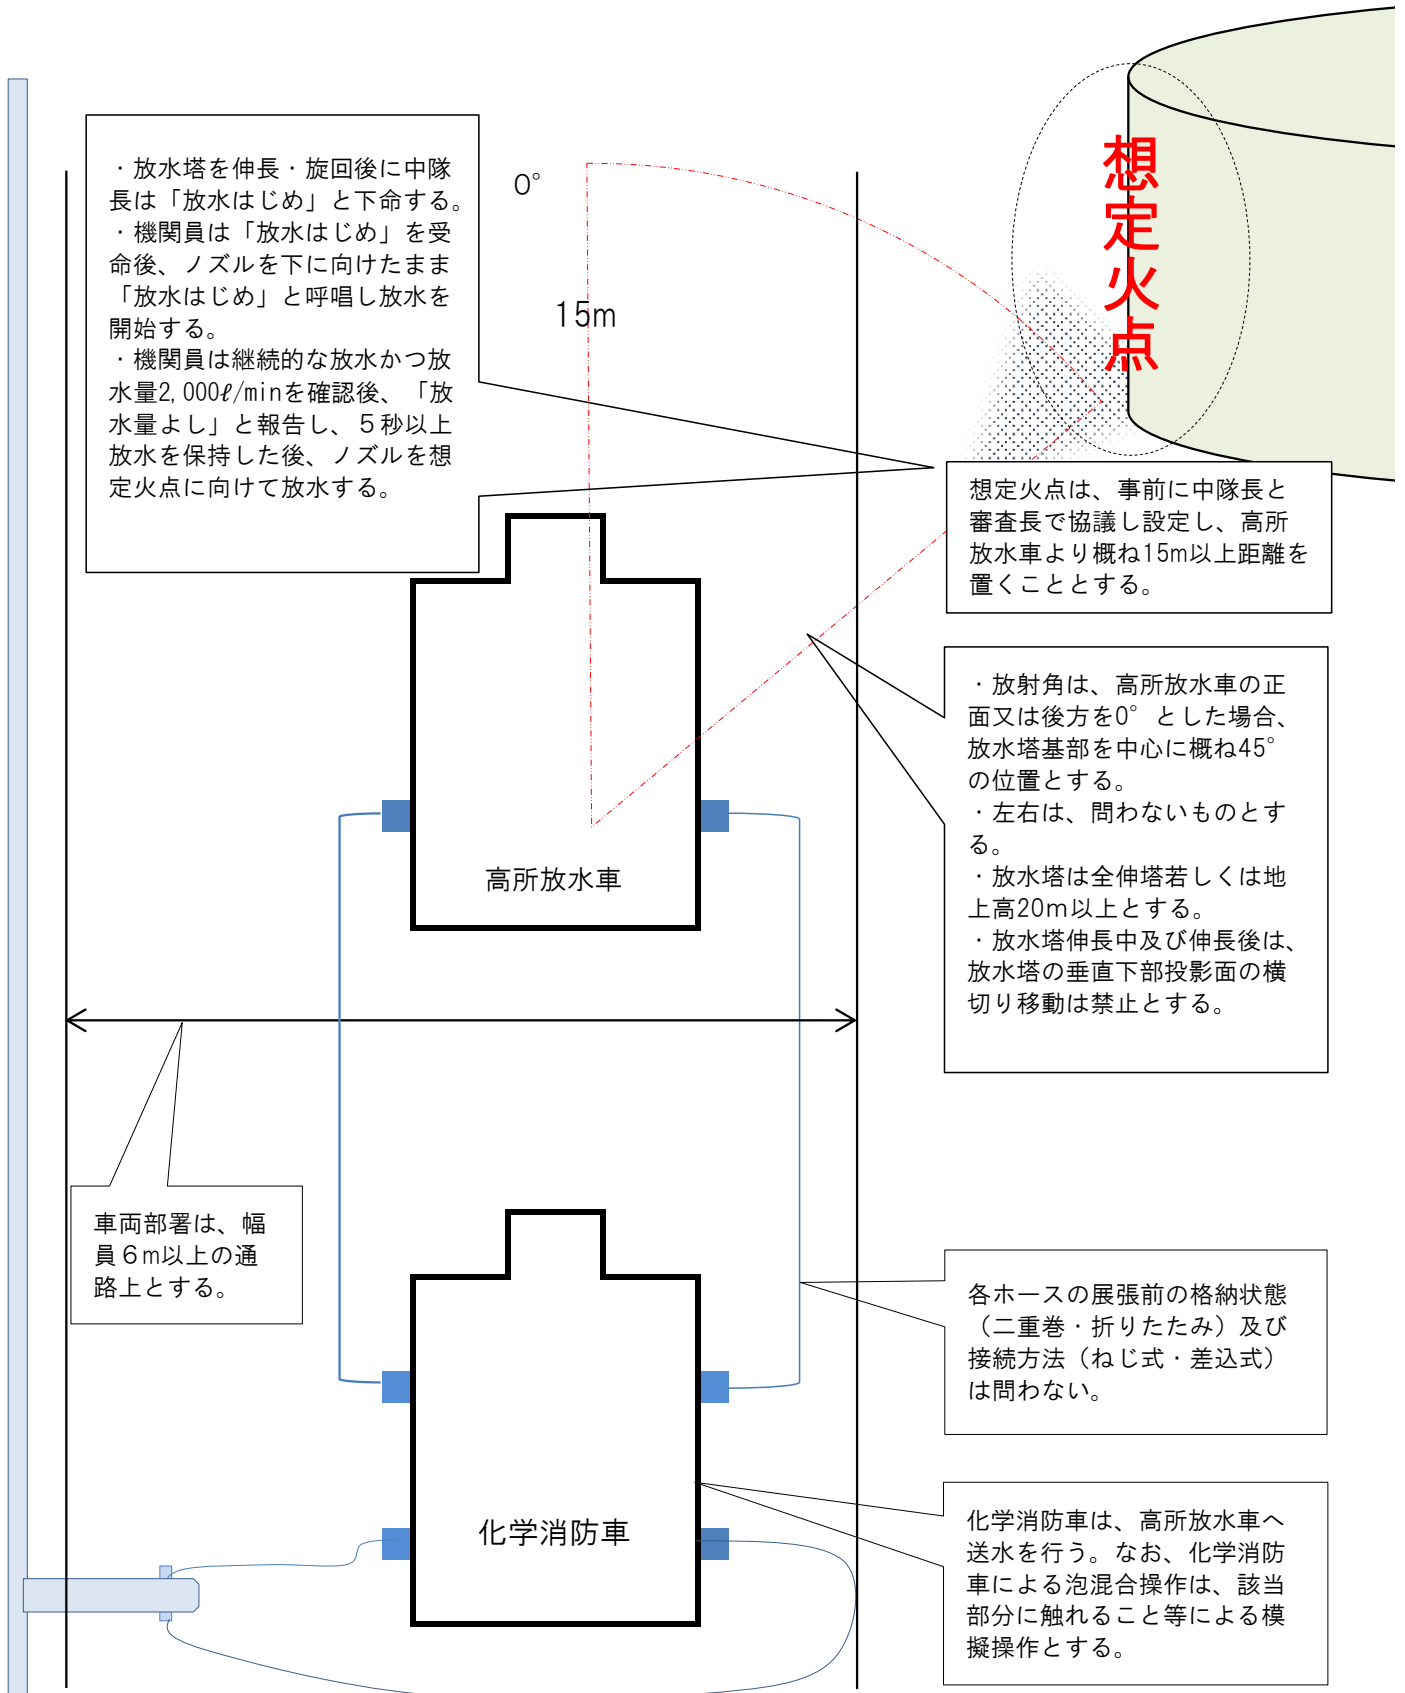 ・放水塔を伸長・旋回後に中隊
長は「放水はじめ」と下命する。
・機関員は「放水はじめ」を受
命後、ノズルを下に向けたまま
「放水はじめ」と呼唱し放水を
開始する。
・機関員は継続的な放水かつ放
水量2,000ℓ/minを確認後、「放
水量よし」と報告し、５秒以上
放水を保持した後、ノズルを想
定火点に向けて放水する。
0°
15m
想定火点
想定火点は、事前に中隊長と
審査長で協議し設定し、高所
放水車より概ね15m以上距離を
置くこととする。
・放射角は、高所放水車の正
面又は後方を0°とした場合、
放水塔基部を中心に概ね45°
の位置とする。
・左右は、問わないものとす
る。
・放水塔は全伸塔若しくは地
上高20m以上とする。
・放水塔伸長中及び伸長後は、
放水塔の垂直下部投影面の横
切り移動は禁止とする。
高所放水車
車両部署は、幅
員６m以上の通
路上とする。
各ホースの展張前の格納状態
（二重巻・折りたたみ）及び
接続方法（ねじ式・差込式）
は問わない。
化学消防車
化学消防車は、高所放水車へ
送水を行う。なお、化学消防
車による泡混合操作は、該当
部分に触れること等による模
擬操作とする。